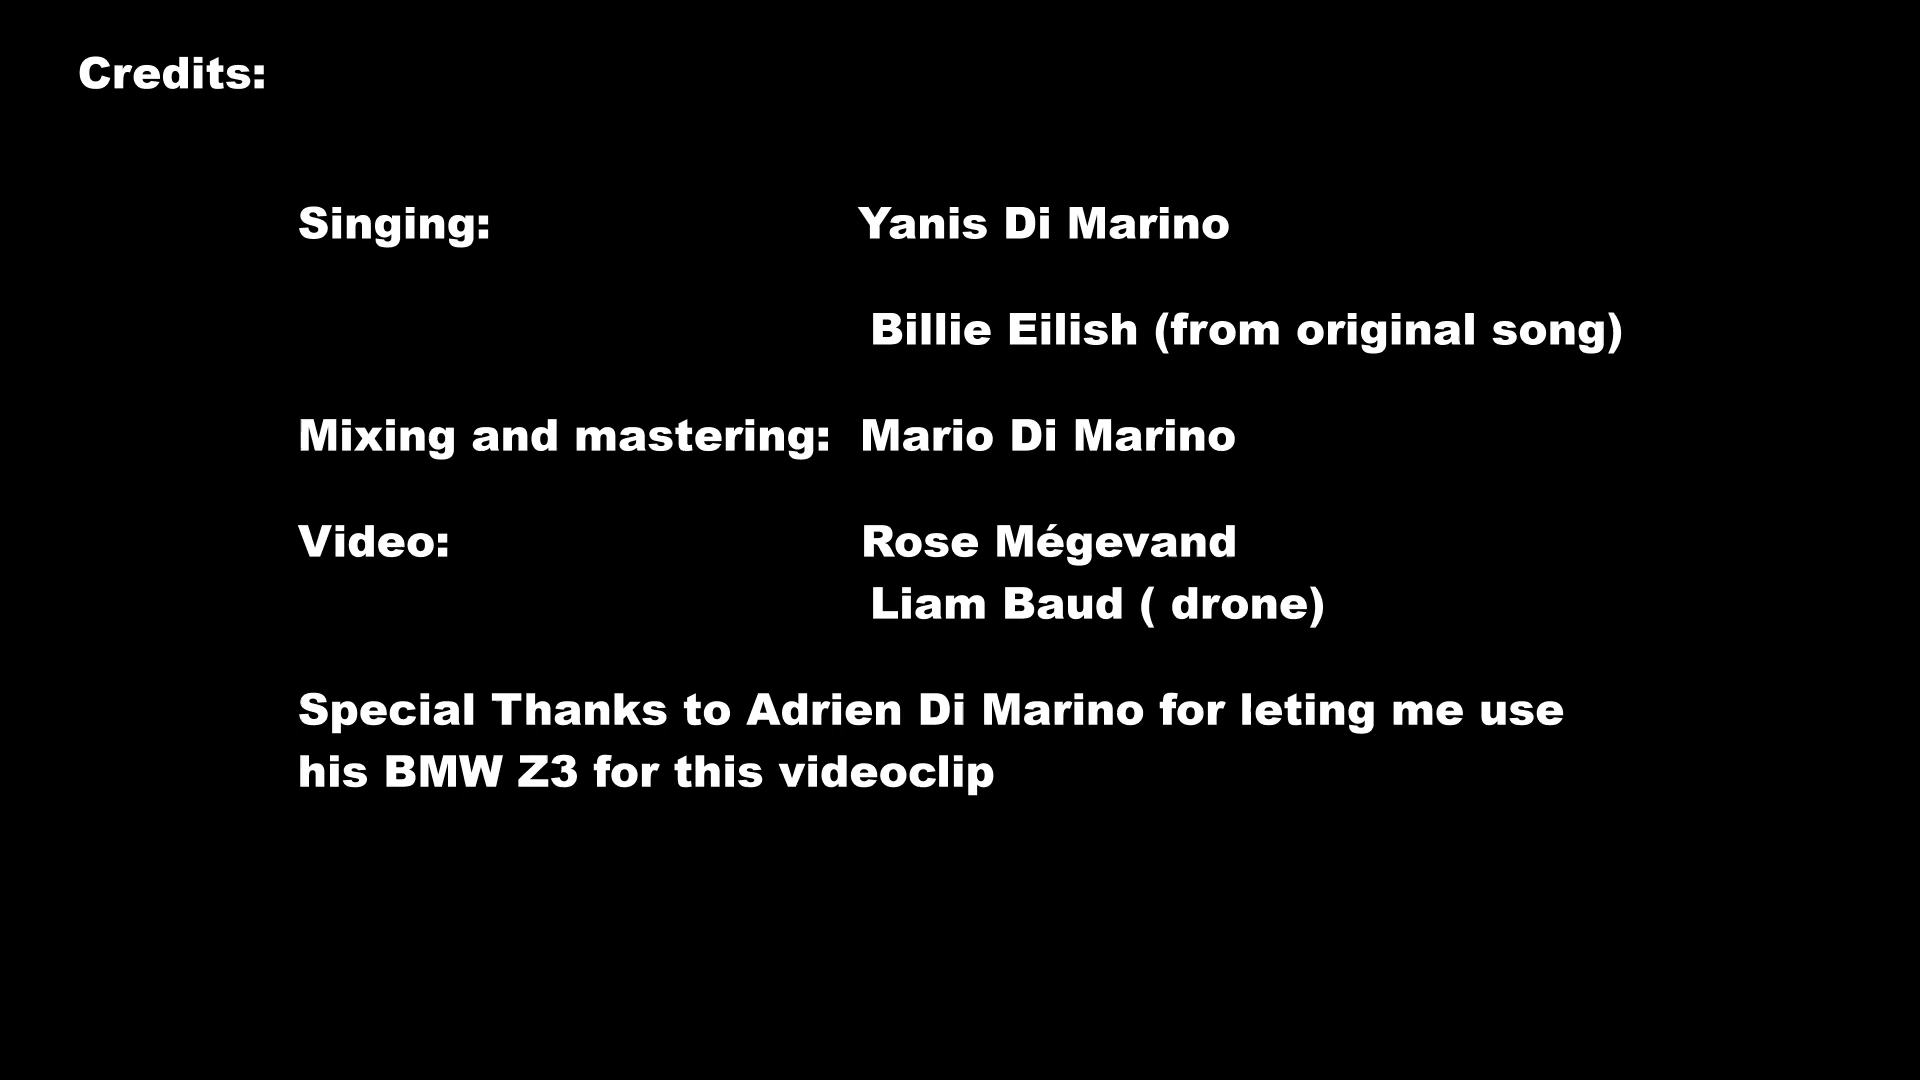 Credits:
Singing: Yanis Di Marino
Billie Eilish (from original song)
Mixing and mastering: Mario Di Marino
Video: Rose Mégevand
Liam Baud ( drone)
Special Thanks to Adrien Di Marino for leting me use
his BMW Z3 for this videoclip